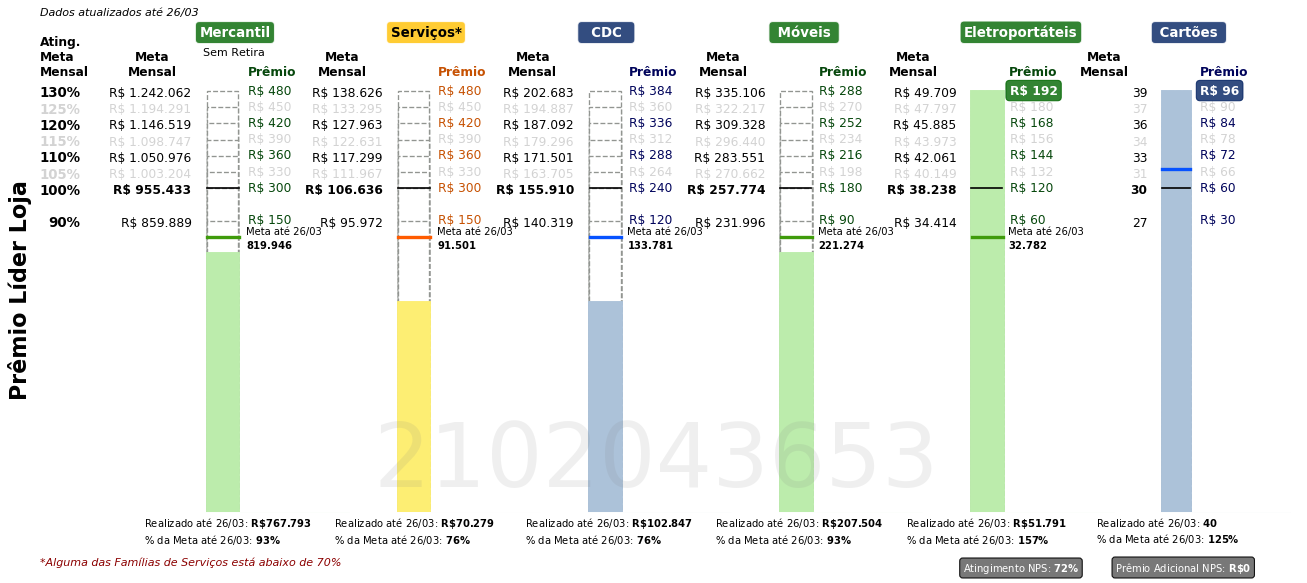 Dados atualizados até 26/03
Mercantil Serviços* CDC Móveis Eletroportáteis Cartões
Sem Retira
Ating. Meta Mensal
Meta Mensal Prêmio Meta Mensal Prêmio Meta Mensal Prêmio Meta Mensal Prêmio Meta Mensal Prêmio Meta Mensal Prêmio
130% R$ 1.242.062 R$ 480 R$ 138.626 R$ 480 R$ 202.683 R$ 384 R$ 335.106 R$ 288 R$ 49.709 R$ 192 39 R$ 96
125% R$ 1.194.291 R$ 450 R$ 133.295 R$ 450 R$ 194.887 R$ 360 R$ 322.217 R$ 270 R$ 47.797 R$ 180 37 R$ 90
120% R$ 1.146.519 R$ 420 R$ 127.963 R$ 420 R$ 187.092 R$ 336 R$ 309.328 R$ 252 R$ 45.885 R$ 168 36 R$ 84
115% R$ 1.098.747 R$ 390 R$ 122.631 R$ 390 R$ 179.296 R$ 312 R$ 296.440 R$ 234 R$ 43.973 R$ 156 34 R$ 78
110% R$ 1.050.976 R$ 360 R$ 117.299 R$ 360 R$ 171.501 R$ 288 R$ 283.551 R$ 216 R$ 42.061 R$ 144 33 R$ 72
105% R$ 1.003.204 R$ 330 R$ 111.967 R$ 330 R$ 163.705 R$ 264 R$ 270.662 R$ 198 R$ 40.149 R$ 132 31 R$ 66
100% R$ 955.433 R$ 300 R$ 106.636 R$ 300 R$ 155.910 R$ 240 R$ 257.774 R$ 180 R$ 38.238 R$ 120 30 R$ 60
90% R$ 859.889 R$ 150 R$ 95.972 R$ 150 R$ 140.319 R$ 120 R$ 231.996 R$ 90 R$ 34.414 R$ 60 27 R$ 30
Meta até 26/03 Meta até 26/03 Meta até 26/03 Meta até 26/03 Meta até 26/03
819.946 91.501 133.781 221.274 32.782
Prêmio Líder Loja
2102043653
Realizado até 26/03: R$767.793 Realizado até 26/03: R$70.279 Realizado até 26/03: R$102.847 Realizado até 26/03: R$207.504 Realizado até 26/03: R$51.791 Realizado até 26/03: 40
% da Meta até 26/03: 93% % da Meta até 26/03: 76% % da Meta até 26/03: 76% % da Meta até 26/03: 93% % da Meta até 26/03: 157% % da Meta até 26/03: 125%
*Alguma das Famílias de Serviços está abaixo de 70%
Atingimento NPS: 72% Prêmio Adicional NPS: R$0